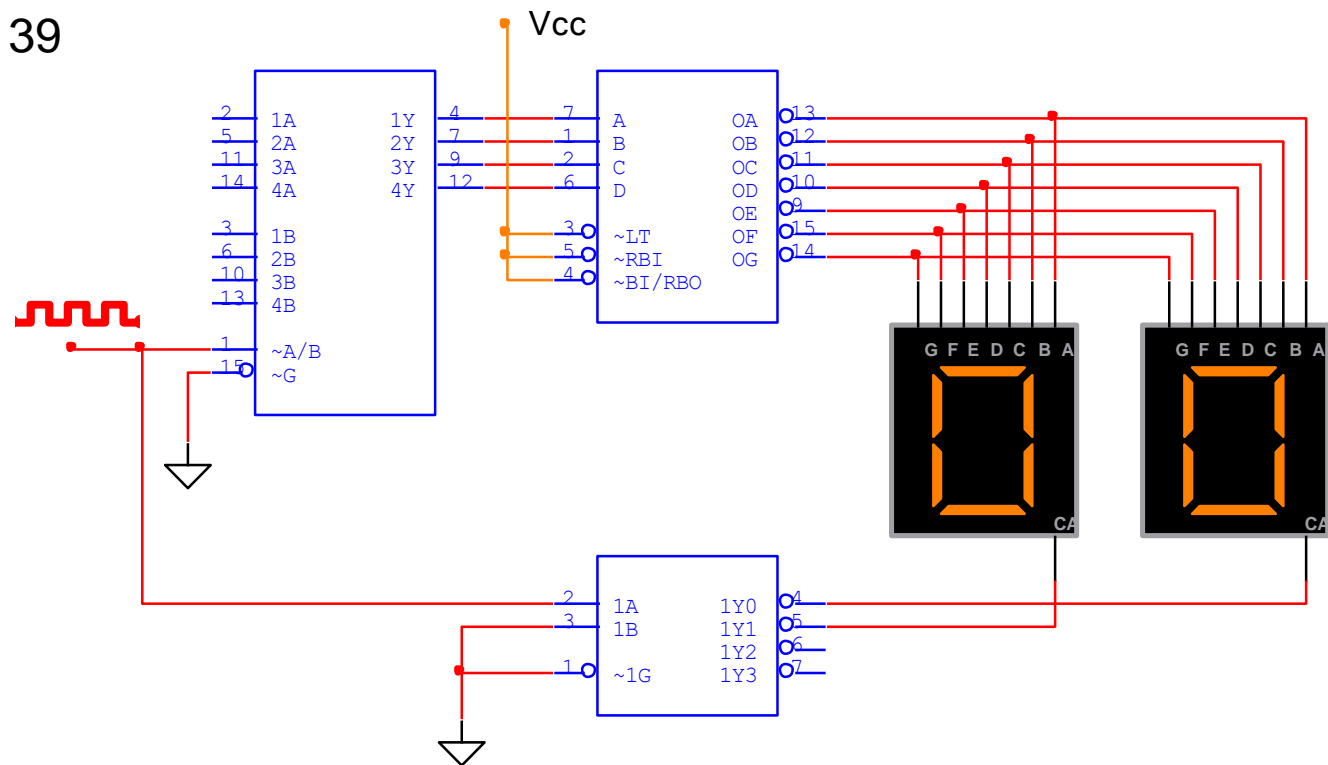 39
Vcc
2 1A 1Y 4
5 2A 2Y 7
11 3A 3Y 9
14 4A 4Y 12
3 1B
6 2B
10 3B
13 4B
1 ~A/B
15 ~G
7 A OA 13
1 B OB 12
2 C OC 11
6 D OD 10
OE 9
3 ~LT OF 15
5 ~RBI OG 14
4 ~BI/RBO
G F E D C B A
CA
G F E D C B A
CA
2 1A 1Y0 4
3 1B 1Y1 5
1Y2 6
1 ~1G 1Y3 7